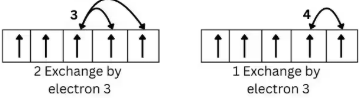 3
2 Exchange by
electron 3
4
1 Exchange by
electron 3